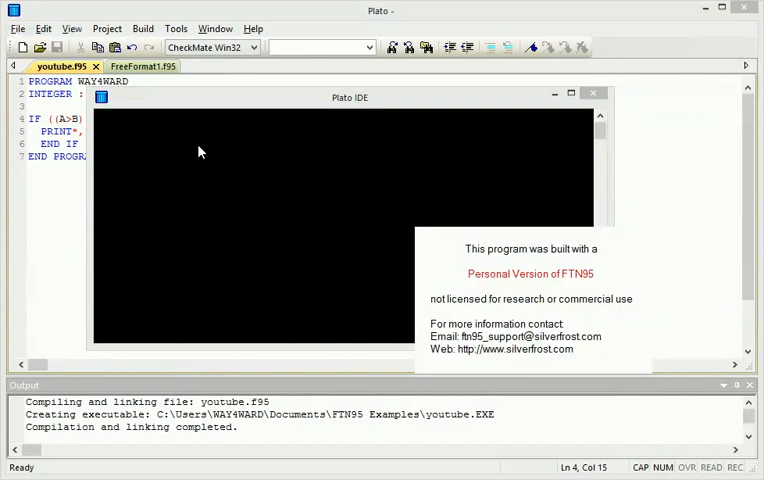 Plato -
File Edit View Project Build Tools Window Help
CheckMate Win32
youtube.f95 FreeFormat1.f95
1 PROGRAM WAY4WARD
2 INTEGER :
3
4 IF ((A>B)
5 PRINT*,
6 END IF
7 END PROGRA
Plato IDE
This program was built with a
Personal Version of FTN95
not licensed for research or commercial use
For more information contact:
Email: ftn95_support@silverfrost.com
Web: http://www.silverfrost.com
Output
Compiling and linking file: youtube.f95
Creating executable: C:\Users\WAY4WARD\Documents\FTN95 Examples\youtube.EXE
Compilation and linking completed.
Ready Ln 4, Col 15 CAP NUM OVR READ REC